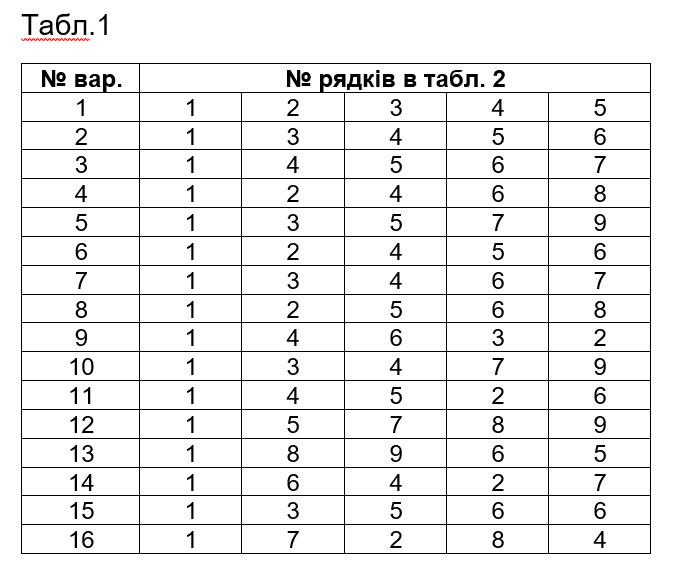 Табл.1
№ вар. № рядків в табл. 2
1 1 2 3 4 5
2 1 3 4 5 6
3 1 4 5 6 7
4 1 2 4 6 8
5 1 3 5 7 9
6 1 2 4 5 6
7 1 3 4 6 7
8 1 2 5 6 8
9 1 4 6 3 2
10 1 3 4 7 9
11 1 4 5 2 6
12 1 5 7 8 9
13 1 8 9 6 5
14 1 6 4 2 7
15 1 3 5 6 6
16 1 7 2 8 4